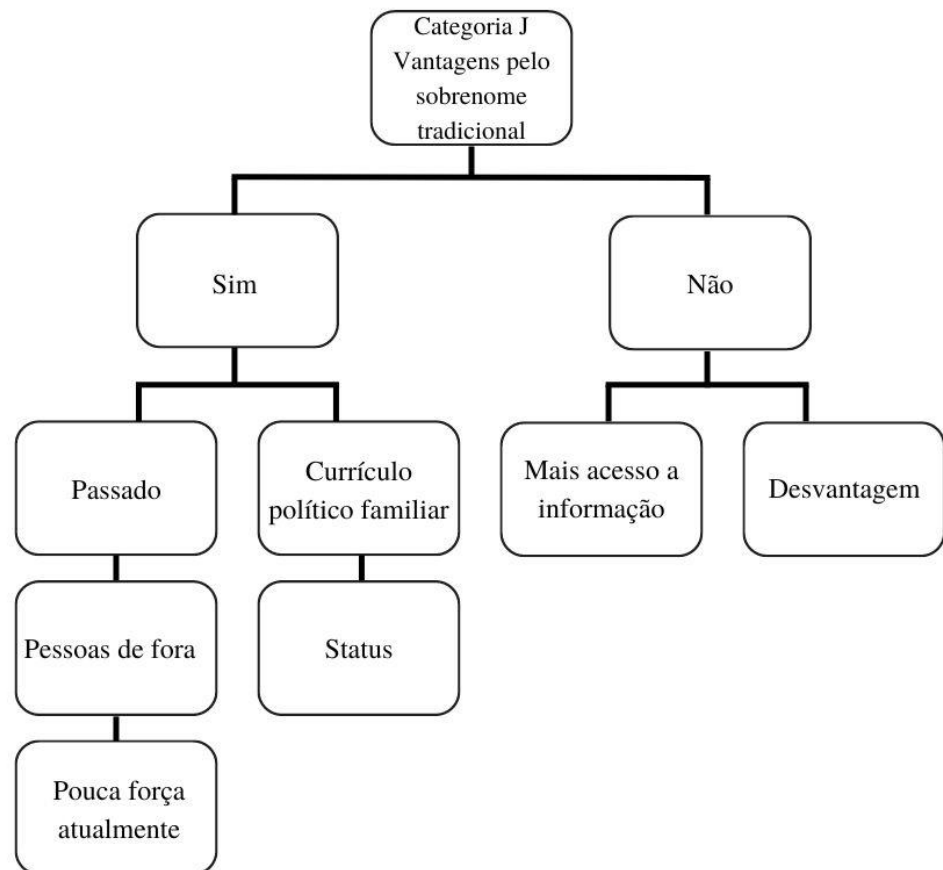 Categoria J
Vantagens pelo
sobrenome
tradicional
Sim
Não
Passado
Currículo
político familiar
Mais acesso a
informação
Desvantagem
Pessoas de fora
Status
Pouca força
atualmente